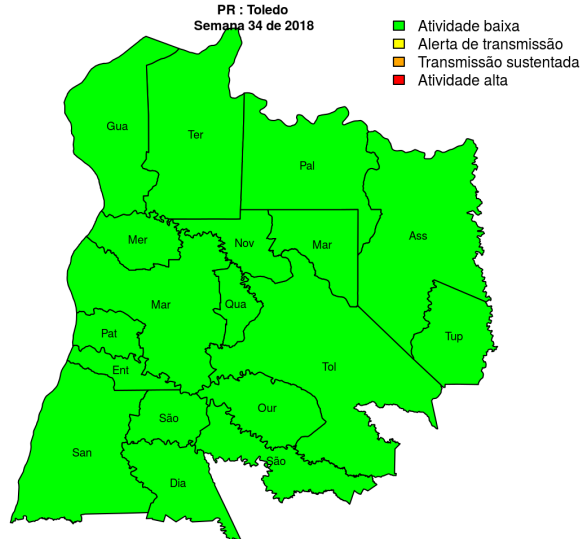 PR : Toledo
Semana 34 de 2018
Atividade baixa
Alerta de transmissão
Transmissão sustentada
Atividade alta
Gua
Ter
Pal
Ass
Mer
Nov
Mar
Mar
Qua
Pat
Tup
Ent
Tol
São
Our
San
São
Dia